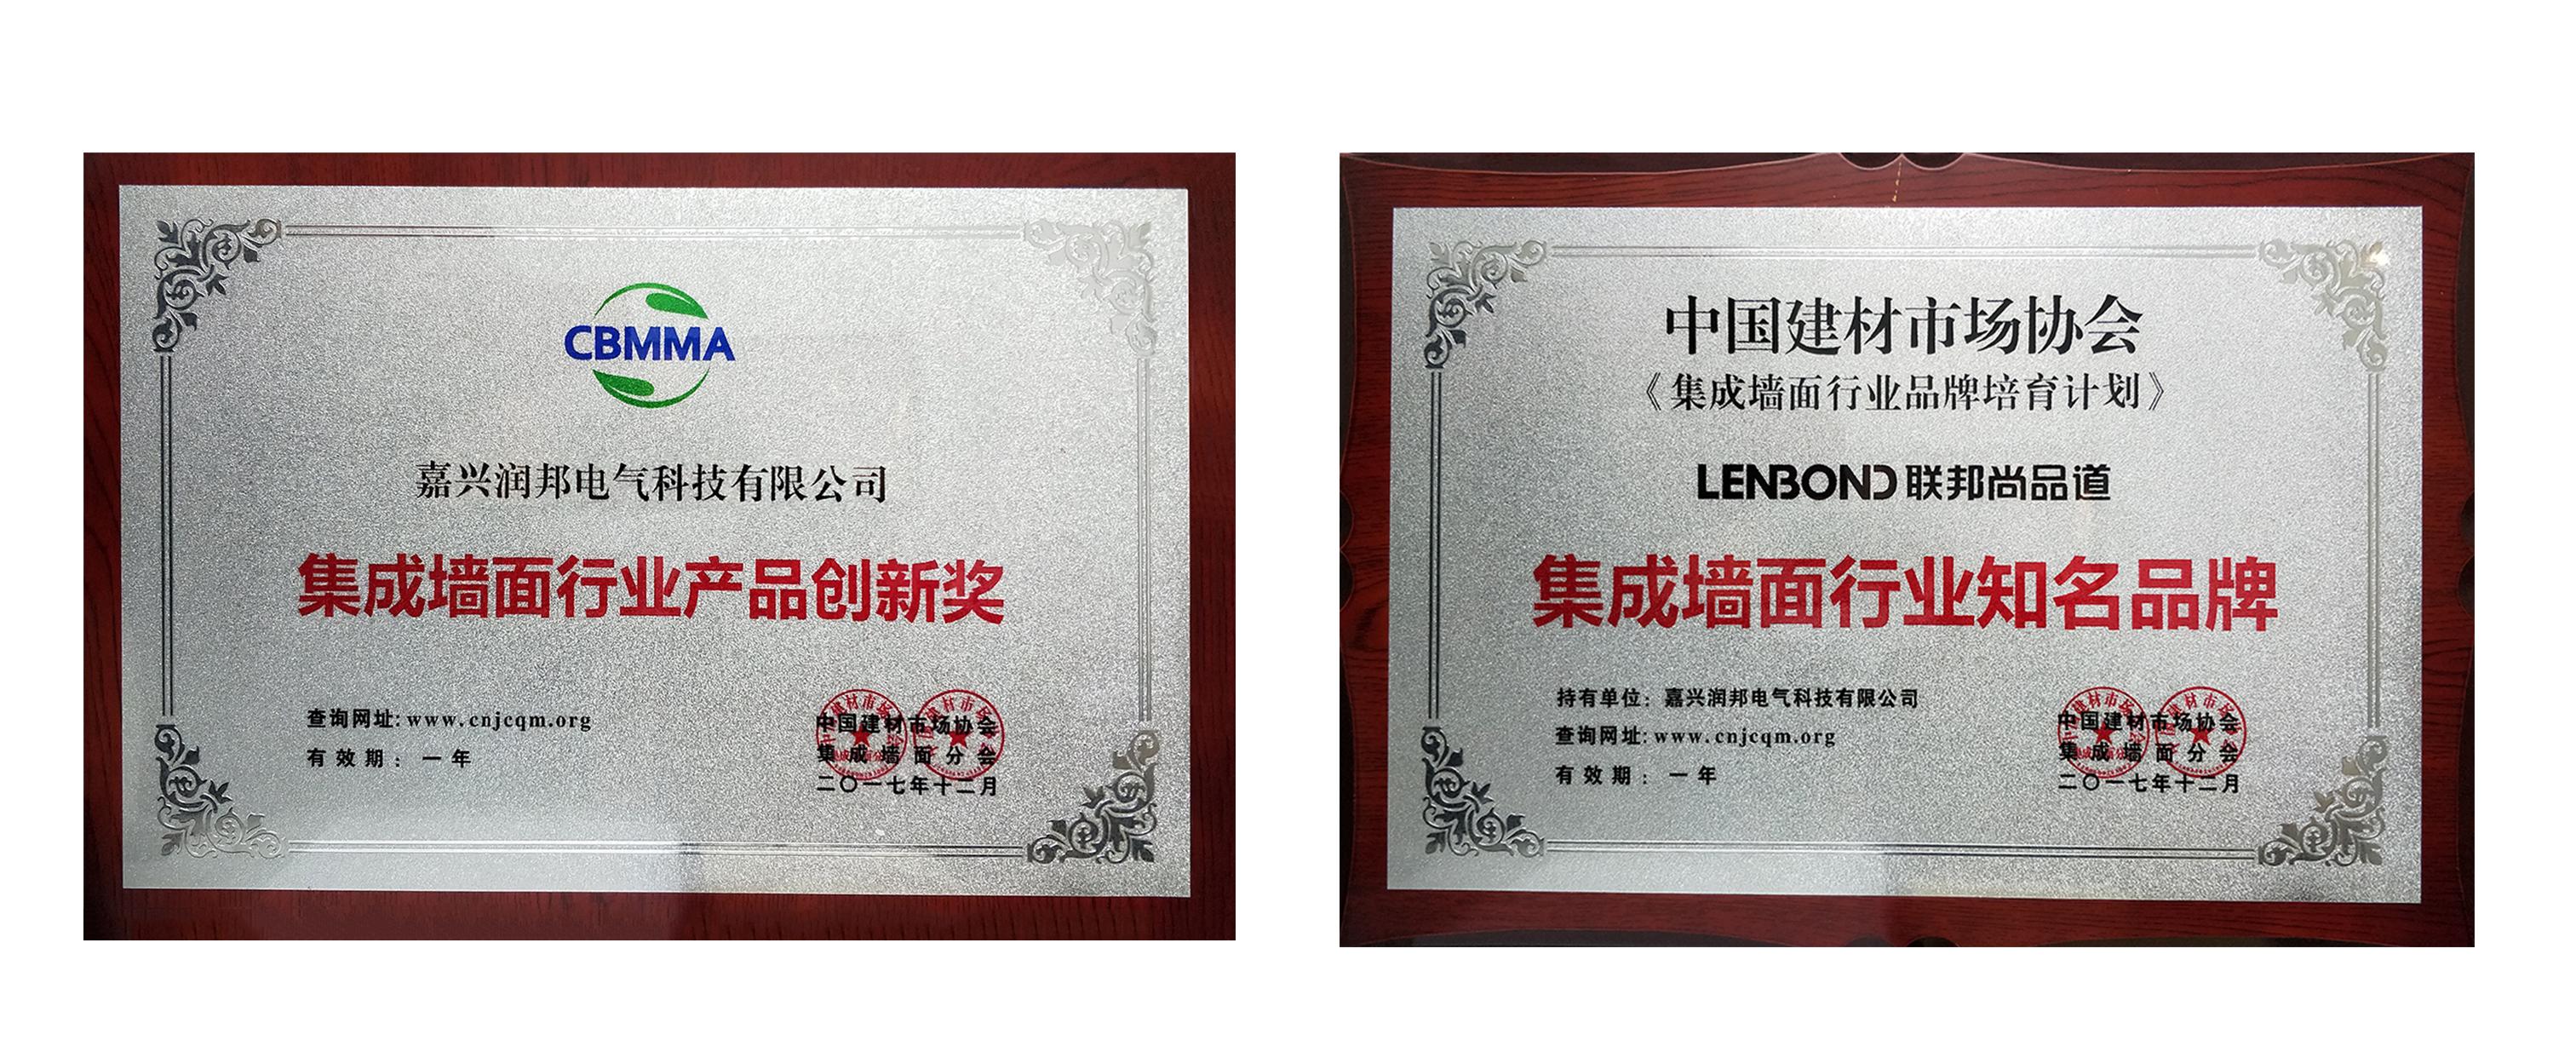 CBMMA
嘉兴润邦电气科技有限公司
集成墙面行业产品创新奖
查询网址:www.cnjcqm.org
有效期：一年
中国建材市场协会
集成墙面分会
二〇一七年十二月
中国建材市场协会
《集成墙面行业品牌培育计划》
LENBOND 联邦尚品道
集成墙面行业知名品牌
持有单位：嘉兴润邦电气科技有限公司
查询网址:www.cnjcqm.org
有效期：一年
中国建材市场协会
集成墙面分会
二〇一七年十二月